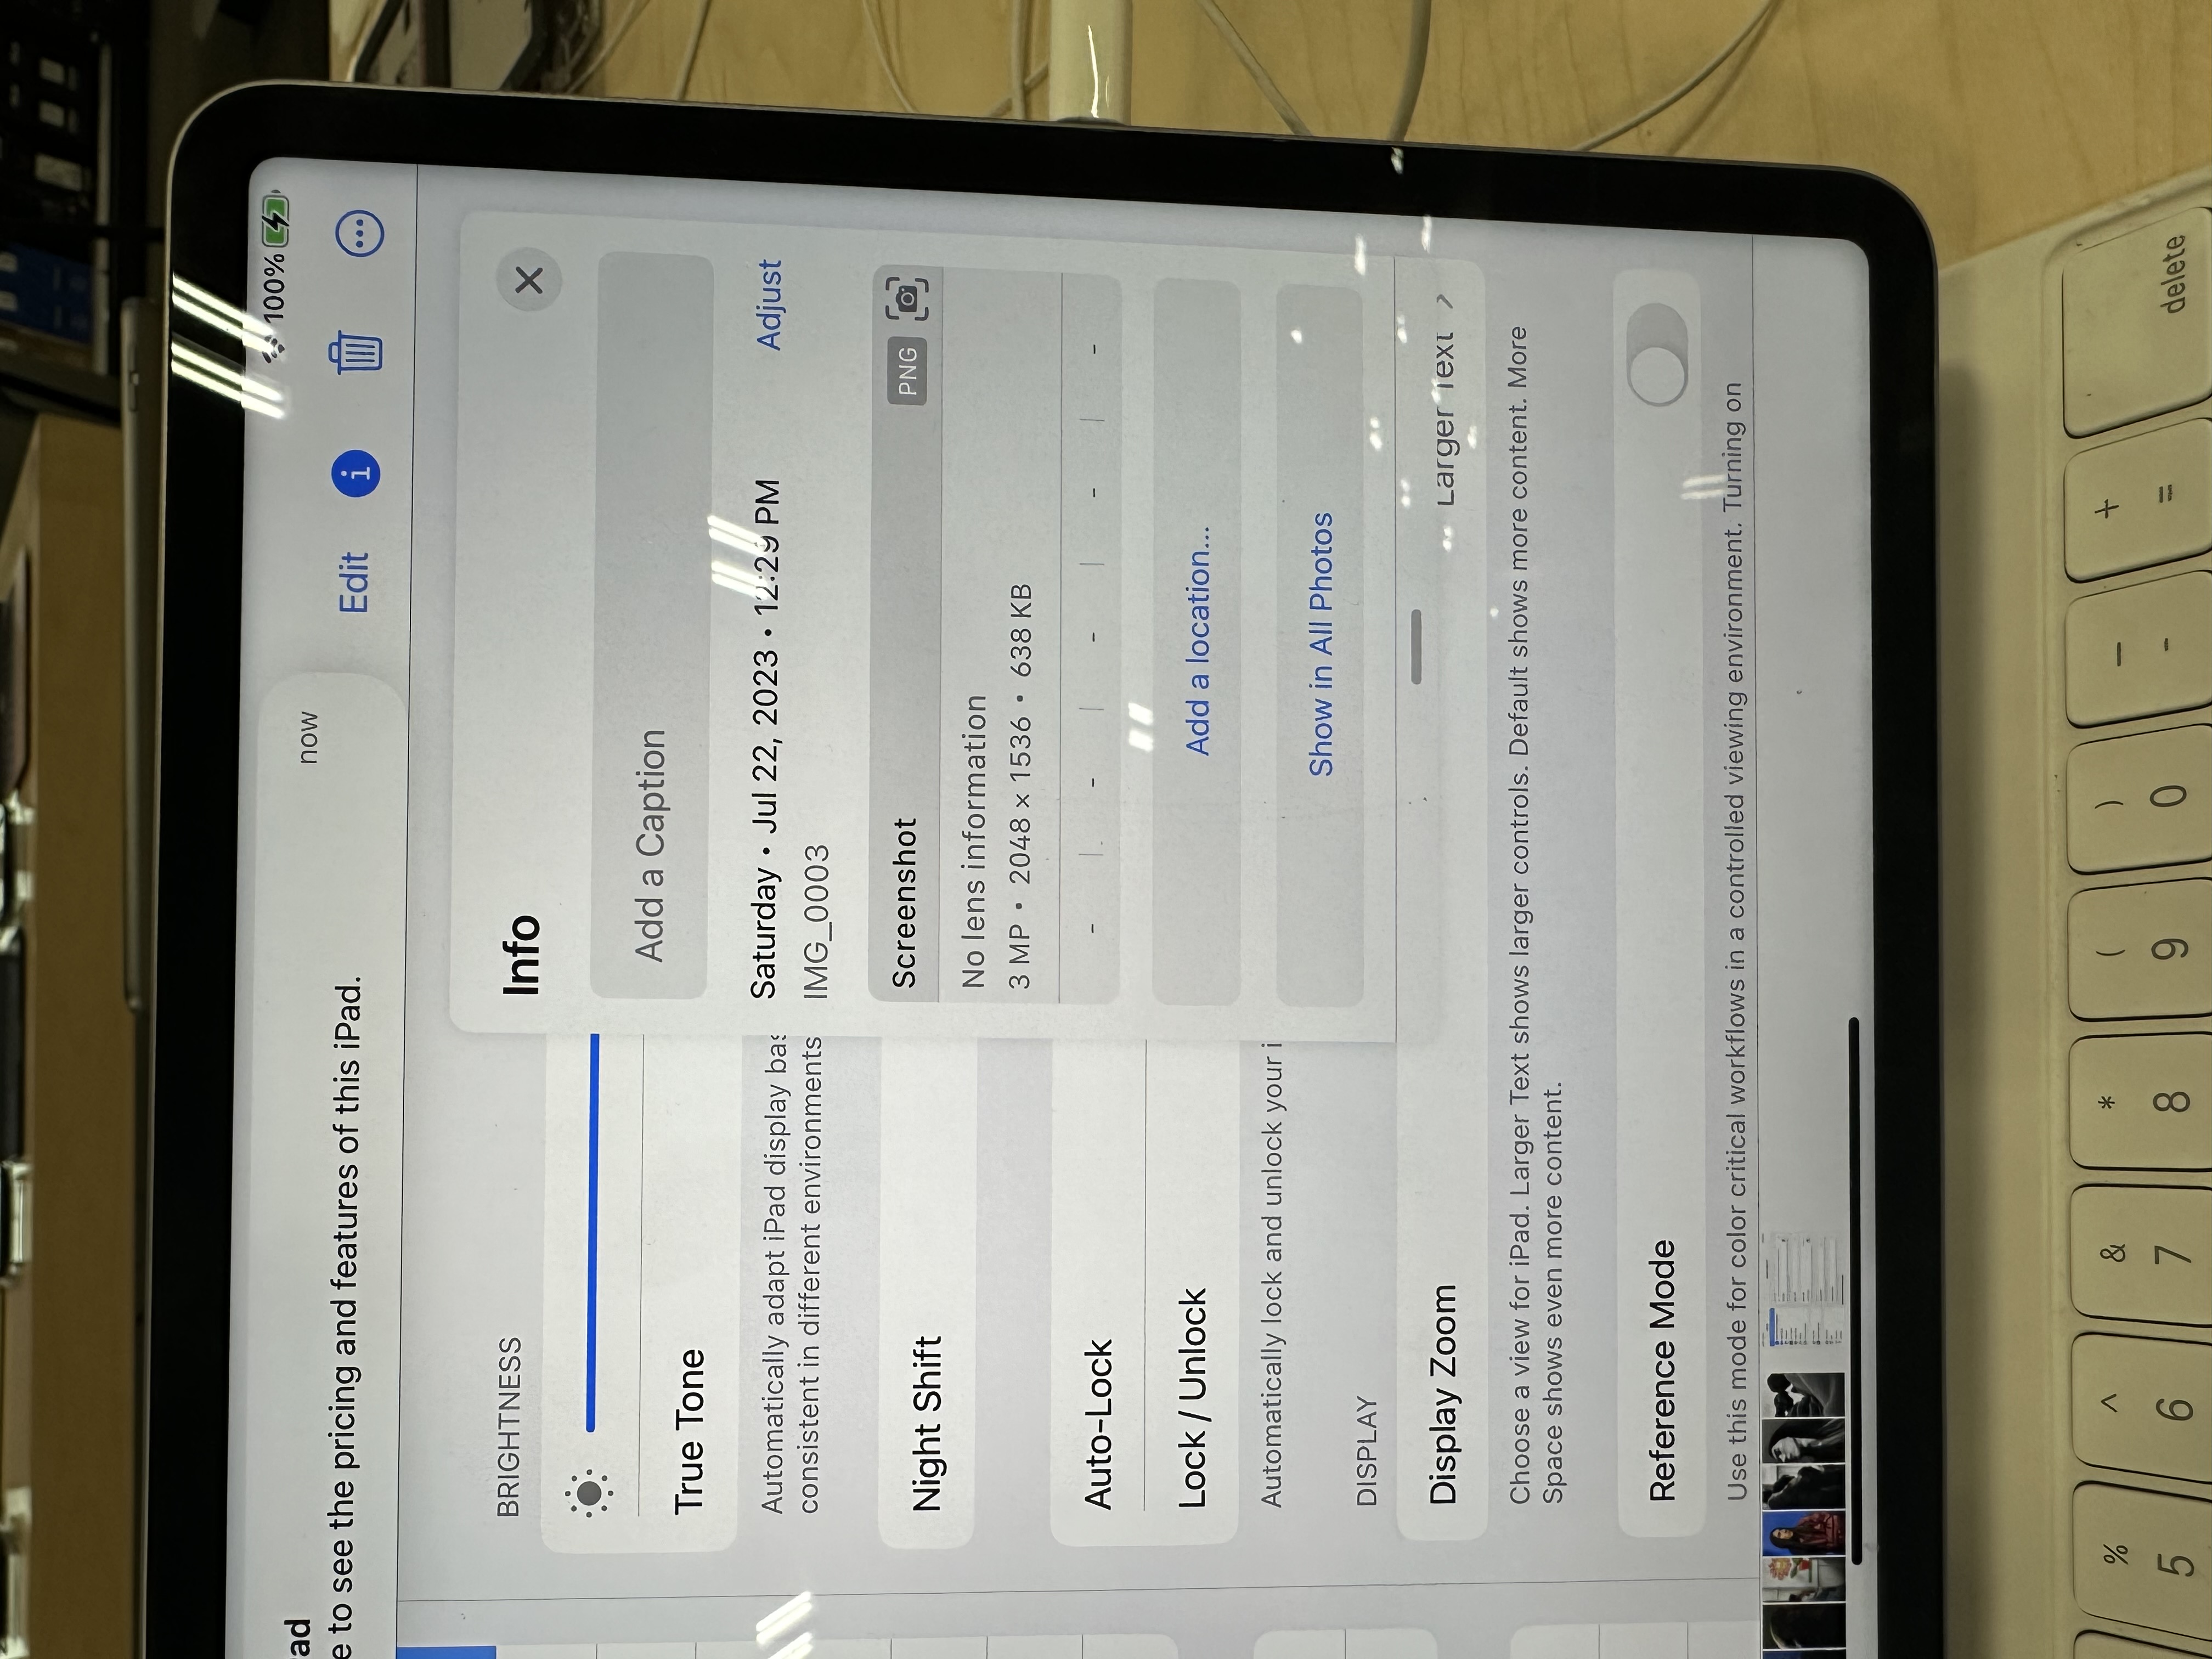 100%
ad
now
e to see the pricing and features of this iPad.
Edit
BRIGHTNESS
Info
Add a Caption
True Tone
Saturday • Jul 22, 2023 • 12:29 PM
Adjust
Automatically adapt iPad display bas
consistent in different environments
IMG_0003
Screenshot
PNG
Night Shift
No lens information
3 MP • 2048 × 1536 • 638 KB
- | - | - | - | -
Auto-Lock
Lock / Unlock
Add a location...
Automatically lock and unlock your i
Show in All Photos
DISPLAY
Display Zoom
Larger Text
Choose a view for iPad. Larger Text shows larger controls. Default shows more content. More
Space shows even more content.
Reference Mode
Use this mode for color critical workflows in a controlled viewing environment. Turning on
% ^ & * ( ) — +
5 6 7 8 9 0 - = delete